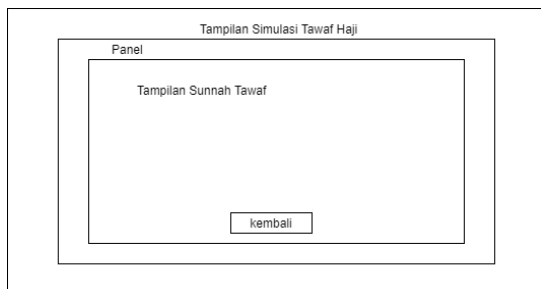 Tampilan Simulasi Tawaf Haji
Panel
Tampilan Sunnah Tawaf
kembali